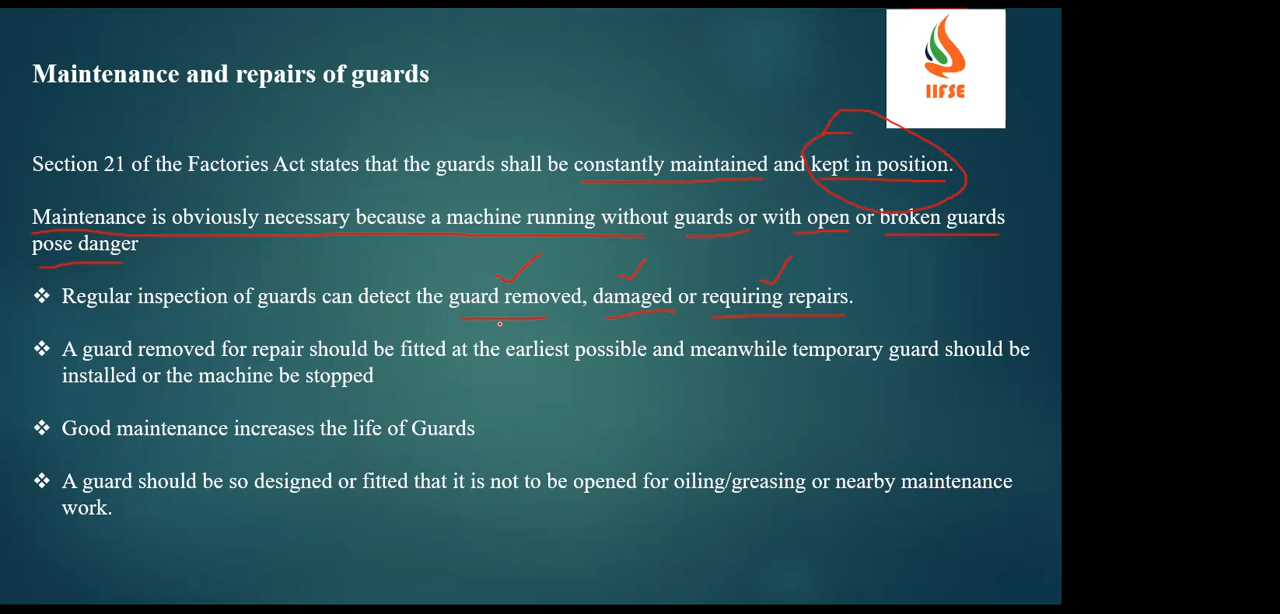 IIFSE
Maintenance and repairs of guards
Section 21 of the Factories Act states that the guards shall be constantly maintained and kept in position.
Maintenance is obviously necessary because a machine running without guards or with open or broken guards
pose danger
❖ Regular inspection of guards can detect the guard removed, damaged or requiring repairs.
❖ A guard removed for repair should be fitted at the earliest possible and meanwhile temporary guard should be
installed or the machine be stopped
❖ Good maintenance increases the life of Guards
❖ A guard should be so designed or fitted that it is not to be opened for oiling/greasing or nearby maintenance
work.